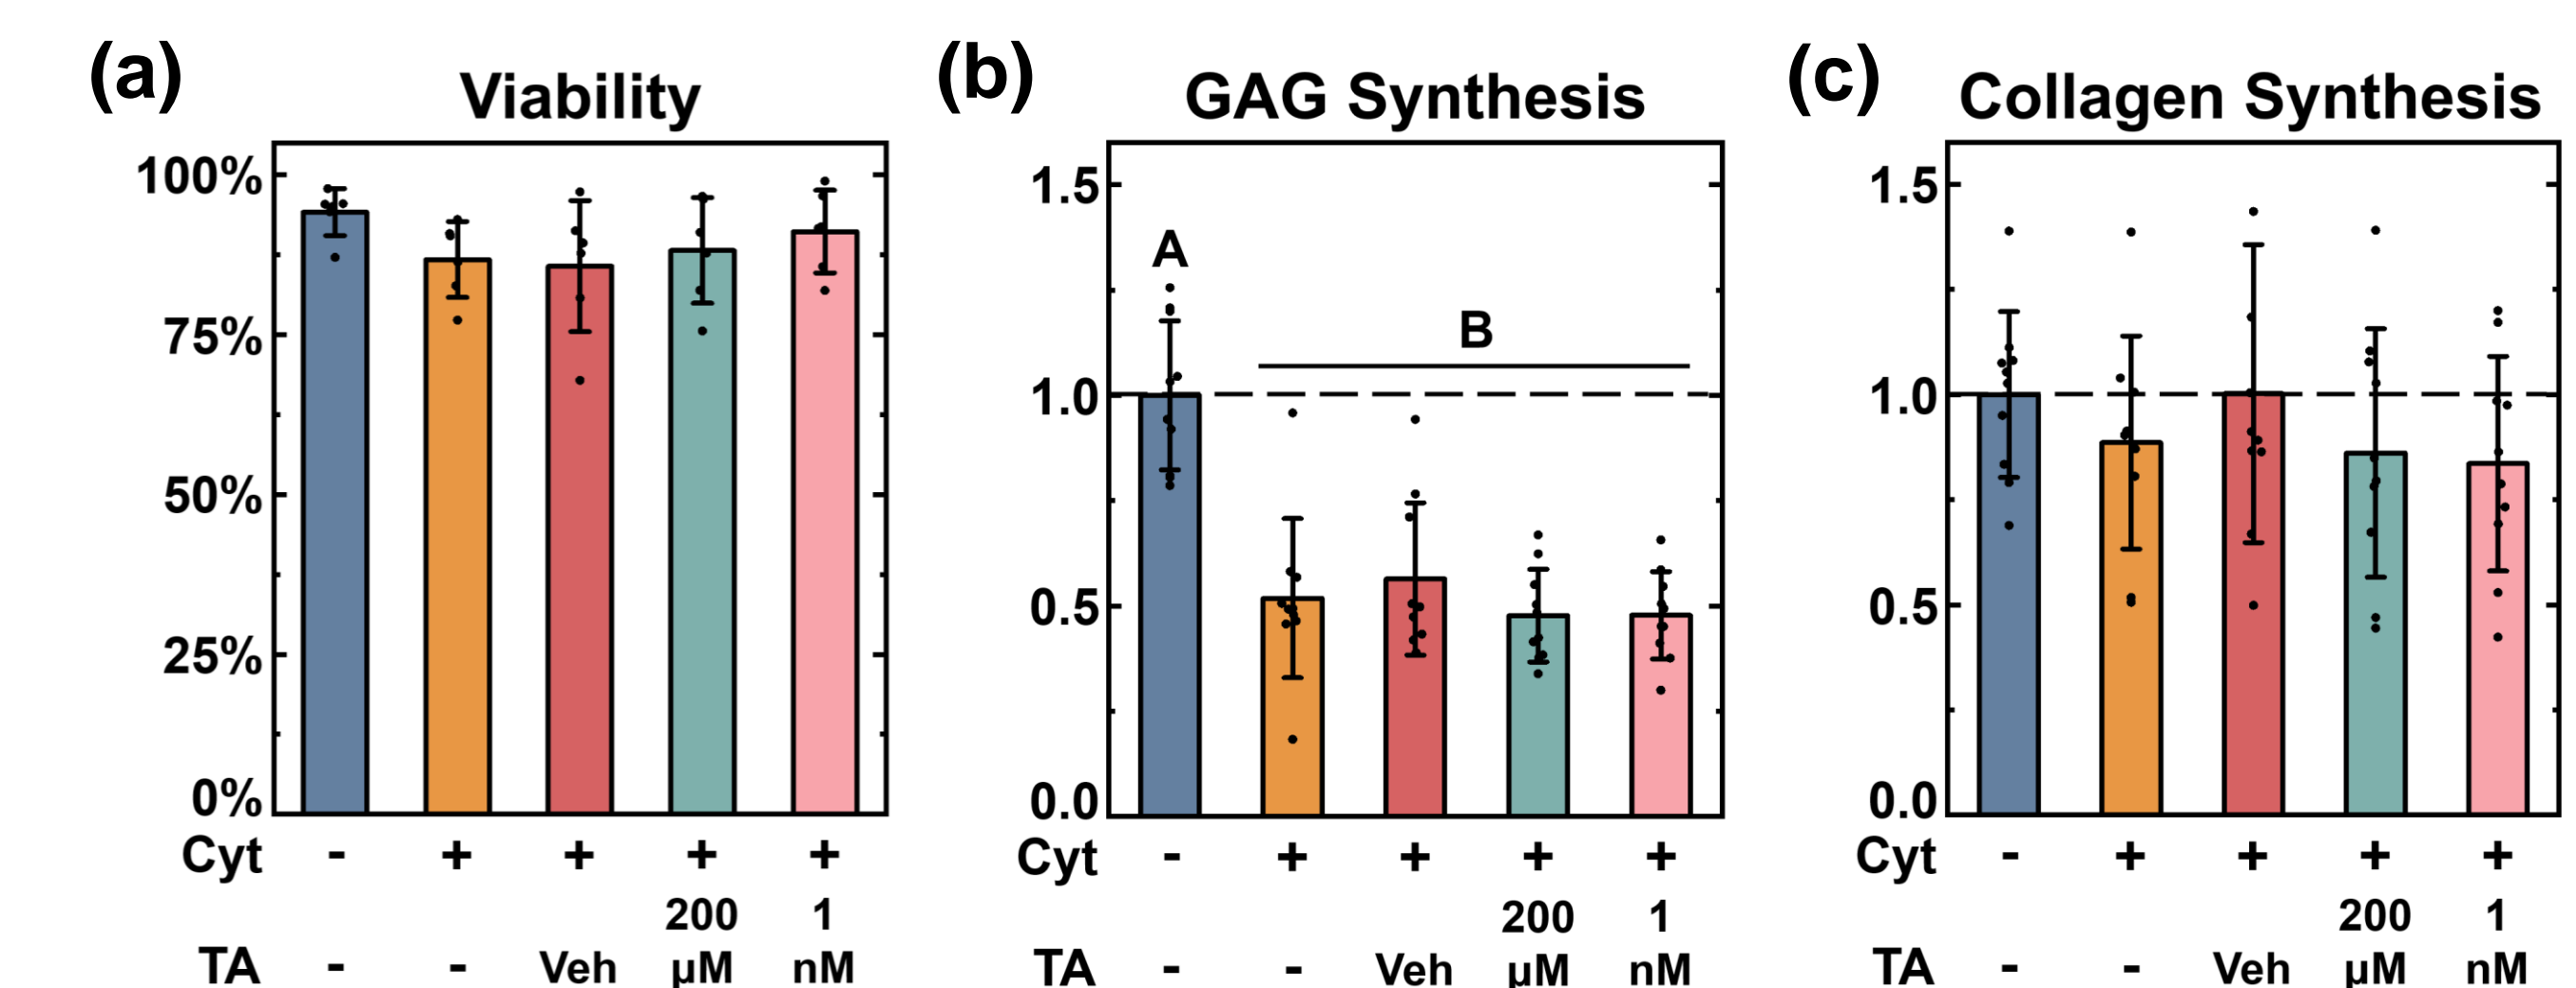 (a) Viability
100%
75%
50%
25%
0%
Cyt - + + + +
200 1
TA - - Veh µM nM
(b) GAG Synthesis
1.5
A
B
1.0
0.5
0.0
Cyt - + + + +
200 1
TA - - Veh µM nM
(c) Collagen Synthesis
1.5
1.0
0.5
0.0
Cyt - + + + +
200 1
TA - - Veh µM nM